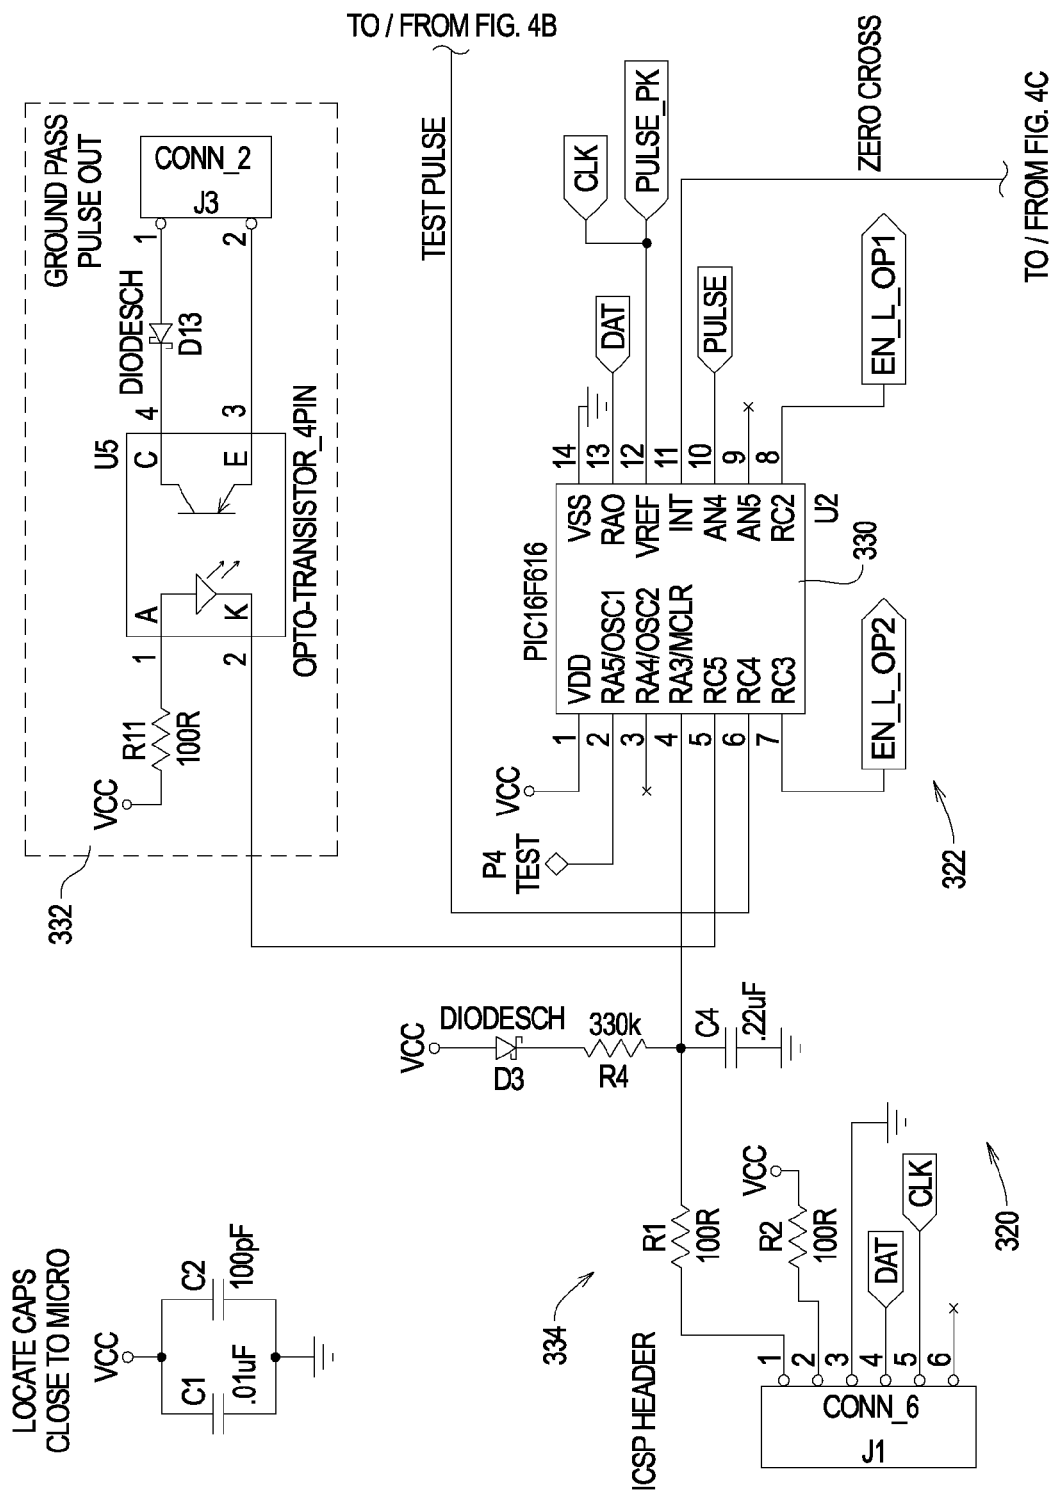 LOCATE CAPS
CLOSE TO MICRO
VCC
C1
.01uF
C2
100pF
332
VCC
R11
100R
1
2
A
K
U5
C
E
OPTO-TRANSISTOR_4PIN
4
3
DIODESCH
D13
1
2
CONN_2
J3
GROUND PASS
PULSE OUT
TO / FROM FIG. 4B
TEST PULSE
VCC
DIODESCH
D3
330k
R4
C4
.22uF
P4
TEST
VCC
PIC16F616
1
2
3
4
5
6
7
VDD
RA5/OSC1
RA4/OSC2
RA3/MCLR
RC5
RC4
RC3
VSS
RAO
VREF
INT
AN4
AN5
RC2
U2
14
13
12
11
10
9
8
330
DAT
CLK
PULSE_PK
PULSE
ZERO CROSS
TO / FROM FIG. 4C
EN_L_OP2
EN_L_OP1
322
ICSP HEADER
334
R1
100R
VCC
R2
100R
1
2
3
4
5
6
CONN_6
J1
DAT
CLK
320